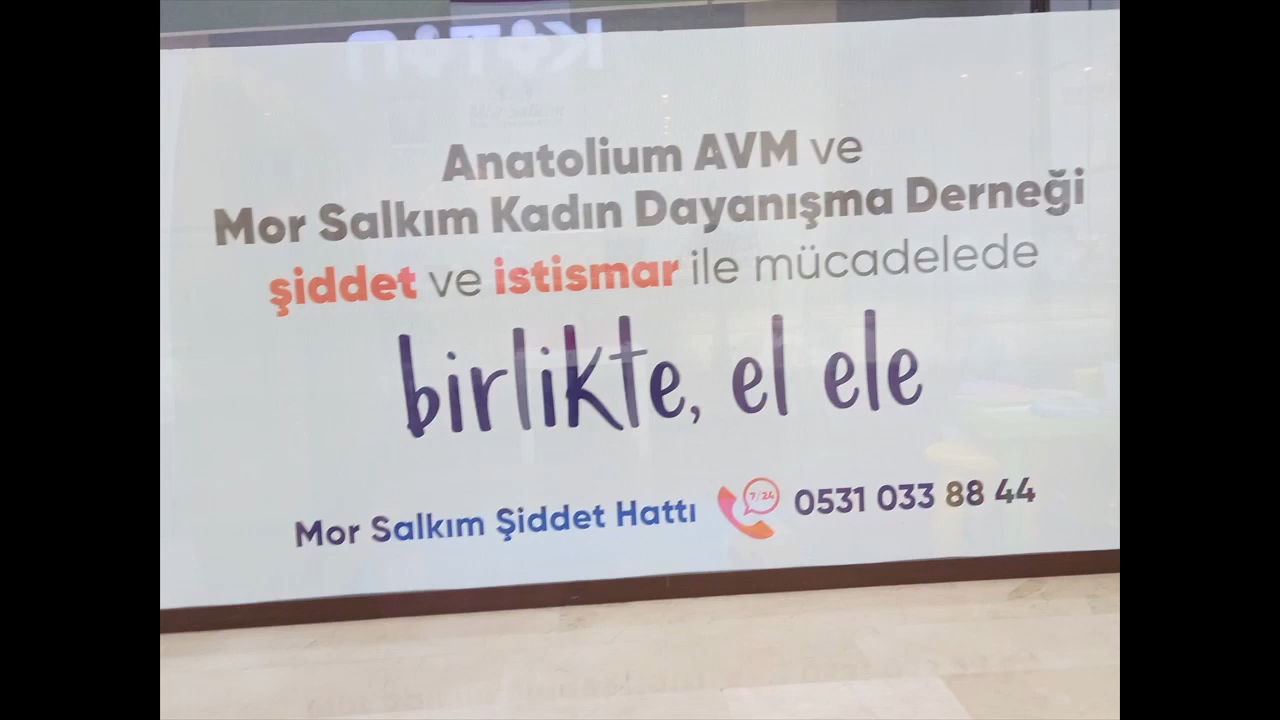 Anatolium AVM ve
Mor Salkım Kadın Dayanışma Derneği
şiddet ve istismar ile mücadelede
birlikte, el ele
Mor Salkım Şiddet Hattı 7/24 0531 033 88 44